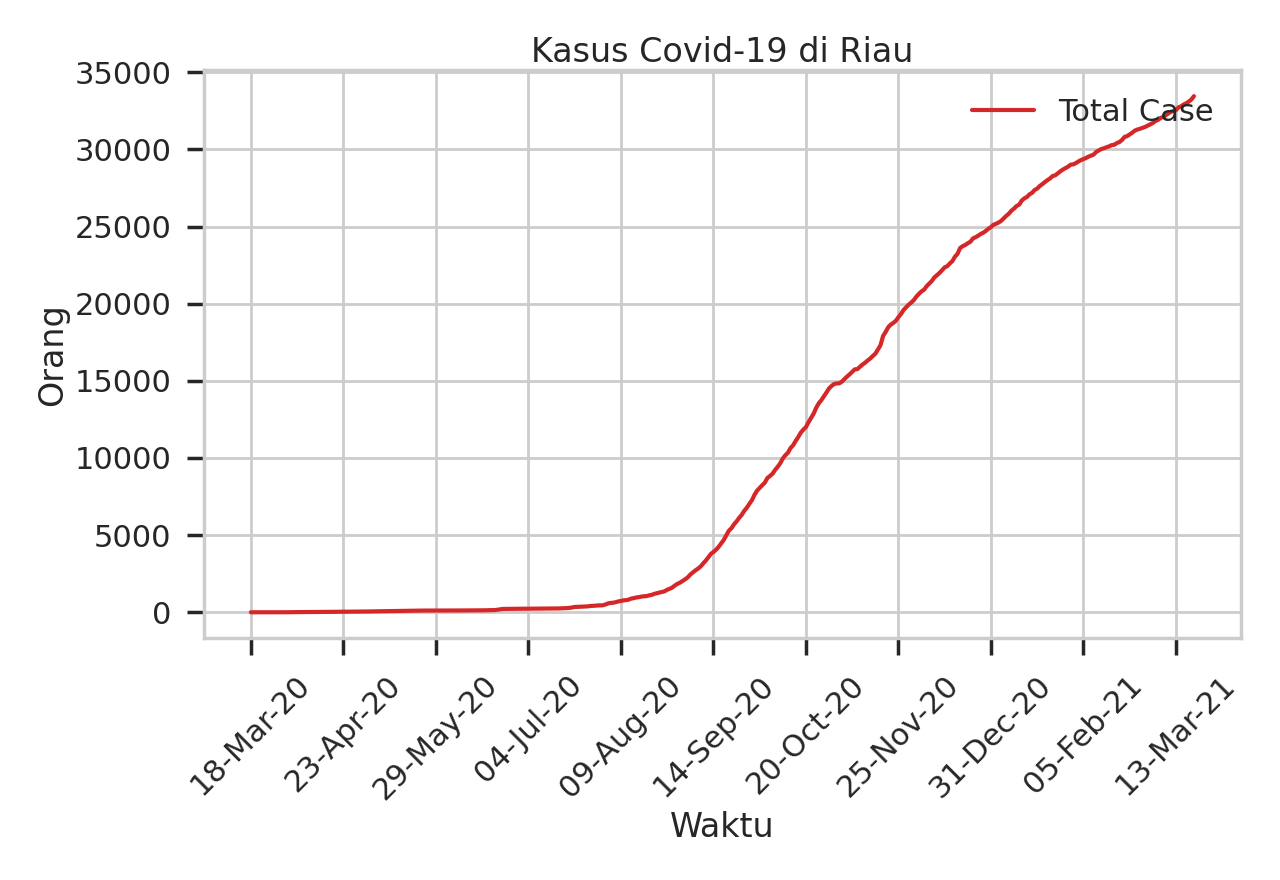 Kasus Covid-19 di Riau
Total Case
35000
30000
25000
20000
15000
10000
5000
0
Orang
18-Mar-20
23-Apr-20
29-May-20
04-Jul-20
09-Aug-20
14-Sep-20
20-Oct-20
25-Nov-20
31-Dec-20
05-Feb-21
13-Mar-21
Waktu